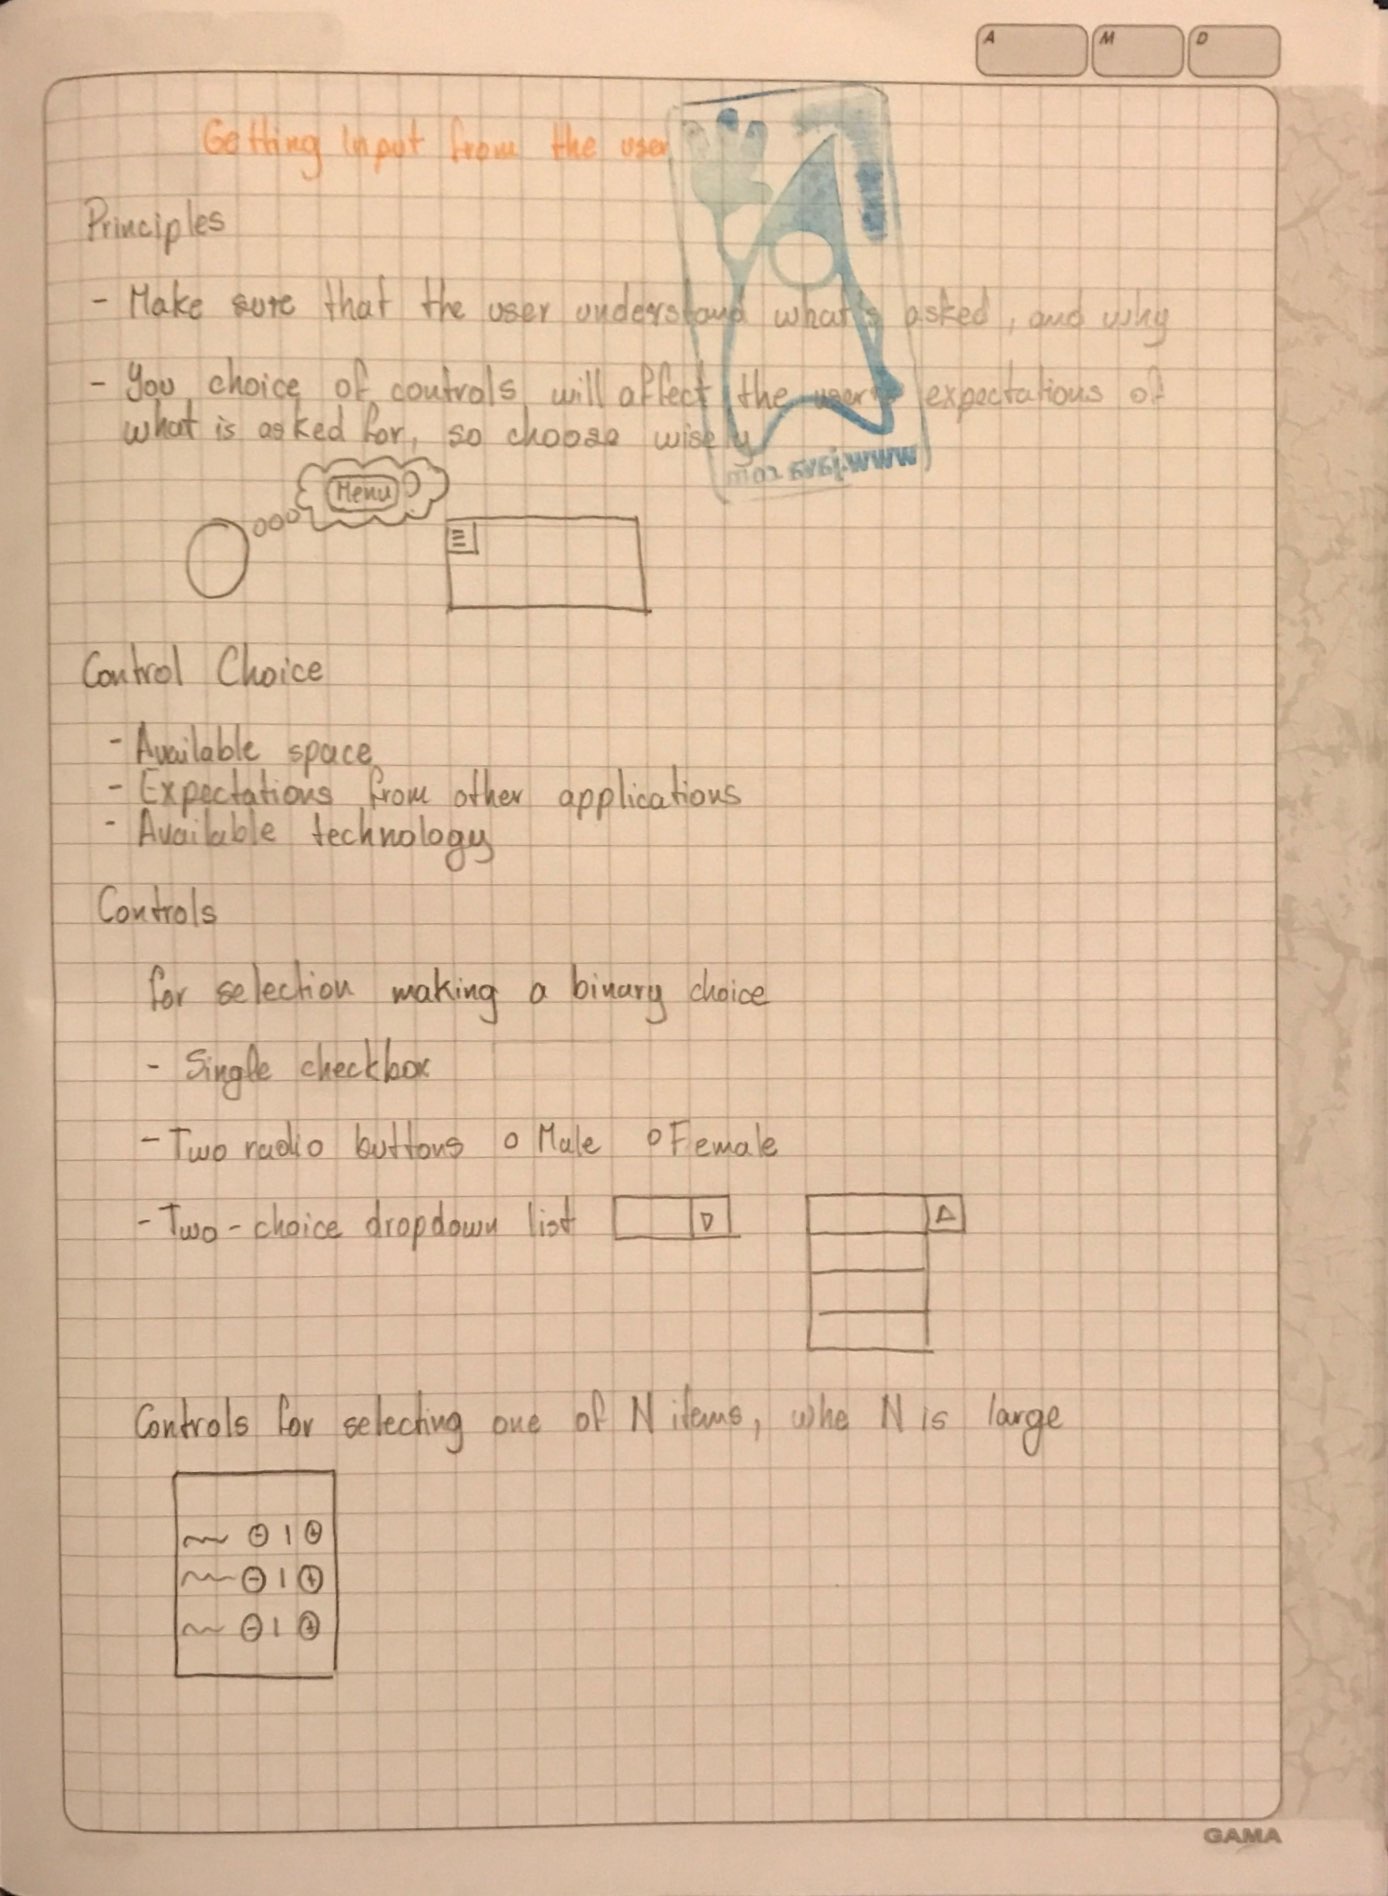 A M D
Getting Input from the user
Principles
- Make sure that the user understand what's asked, and why
- You choice of controls will affect the user's expectations of
what is asked for, so choose wisely
www.java.com
Menu
Control Choice
- Available space
- Expectations from other applications
- Available technology
Controls
for selection making a binary choice
- Single checkbox
- Two radio buttons o Male o Female
- Two-choice dropdown list
Controls for selecting one of N items, whe N is large
- 1 +
- 1 +
- 1 +
GAMA